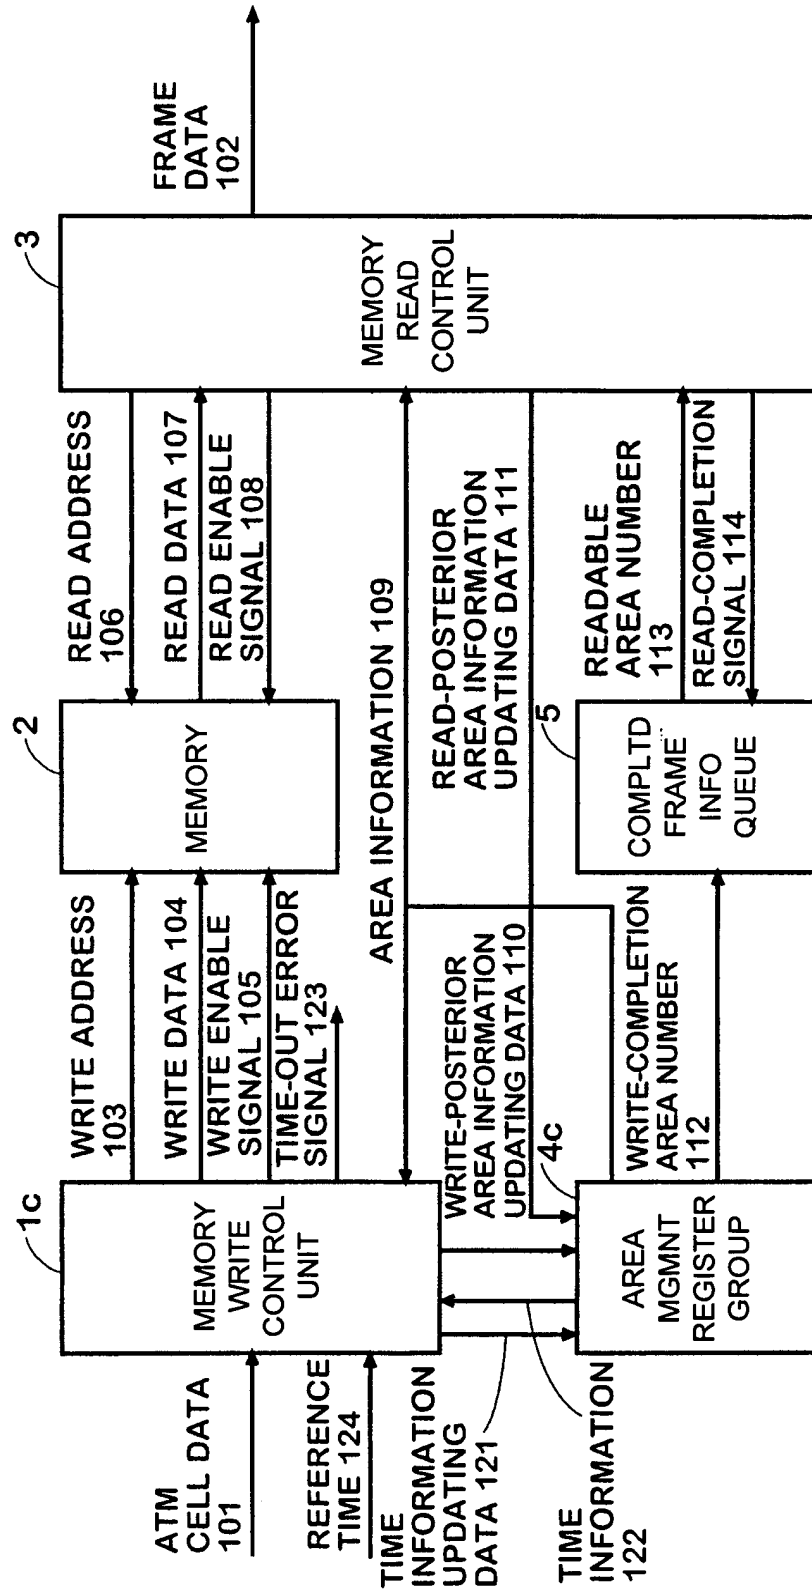 ATM
CELL DATA
101
REFERENCE
TIME 124
TIME
INFORMATION
UPDATING
DATA 121
TIME
INFORMATION
122
1c
MEMORY
WRITE
CONTROL
UNIT
WRITE ADDRESS
103
WRITE DATA 104
WRITE ENABLE
SIGNAL 105
TIME-OUT ERROR
SIGNAL 123
WRITE-POSTERIOR
AREA INFORMATION
UPDATING DATA 110
4c
AREA
MGMNT
REGISTER
GROUP
WRITE-COMPLETION
AREA NUMBER
112
2
MEMORY
AREA INFORMATION 109
READ-POSTERIOR
AREA INFORMATION
UPDATING DATA 111
5
COMPLTD
FRAME
INFO
QUEUE
READ ADDRESS
106
READ DATA 107
READ ENABLE
SIGNAL 108
READABLE
AREA NUMBER
113
READ-COMPLETION
SIGNAL 114
3
MEMORY
READ
CONTROL
UNIT
FRAME
DATA
102